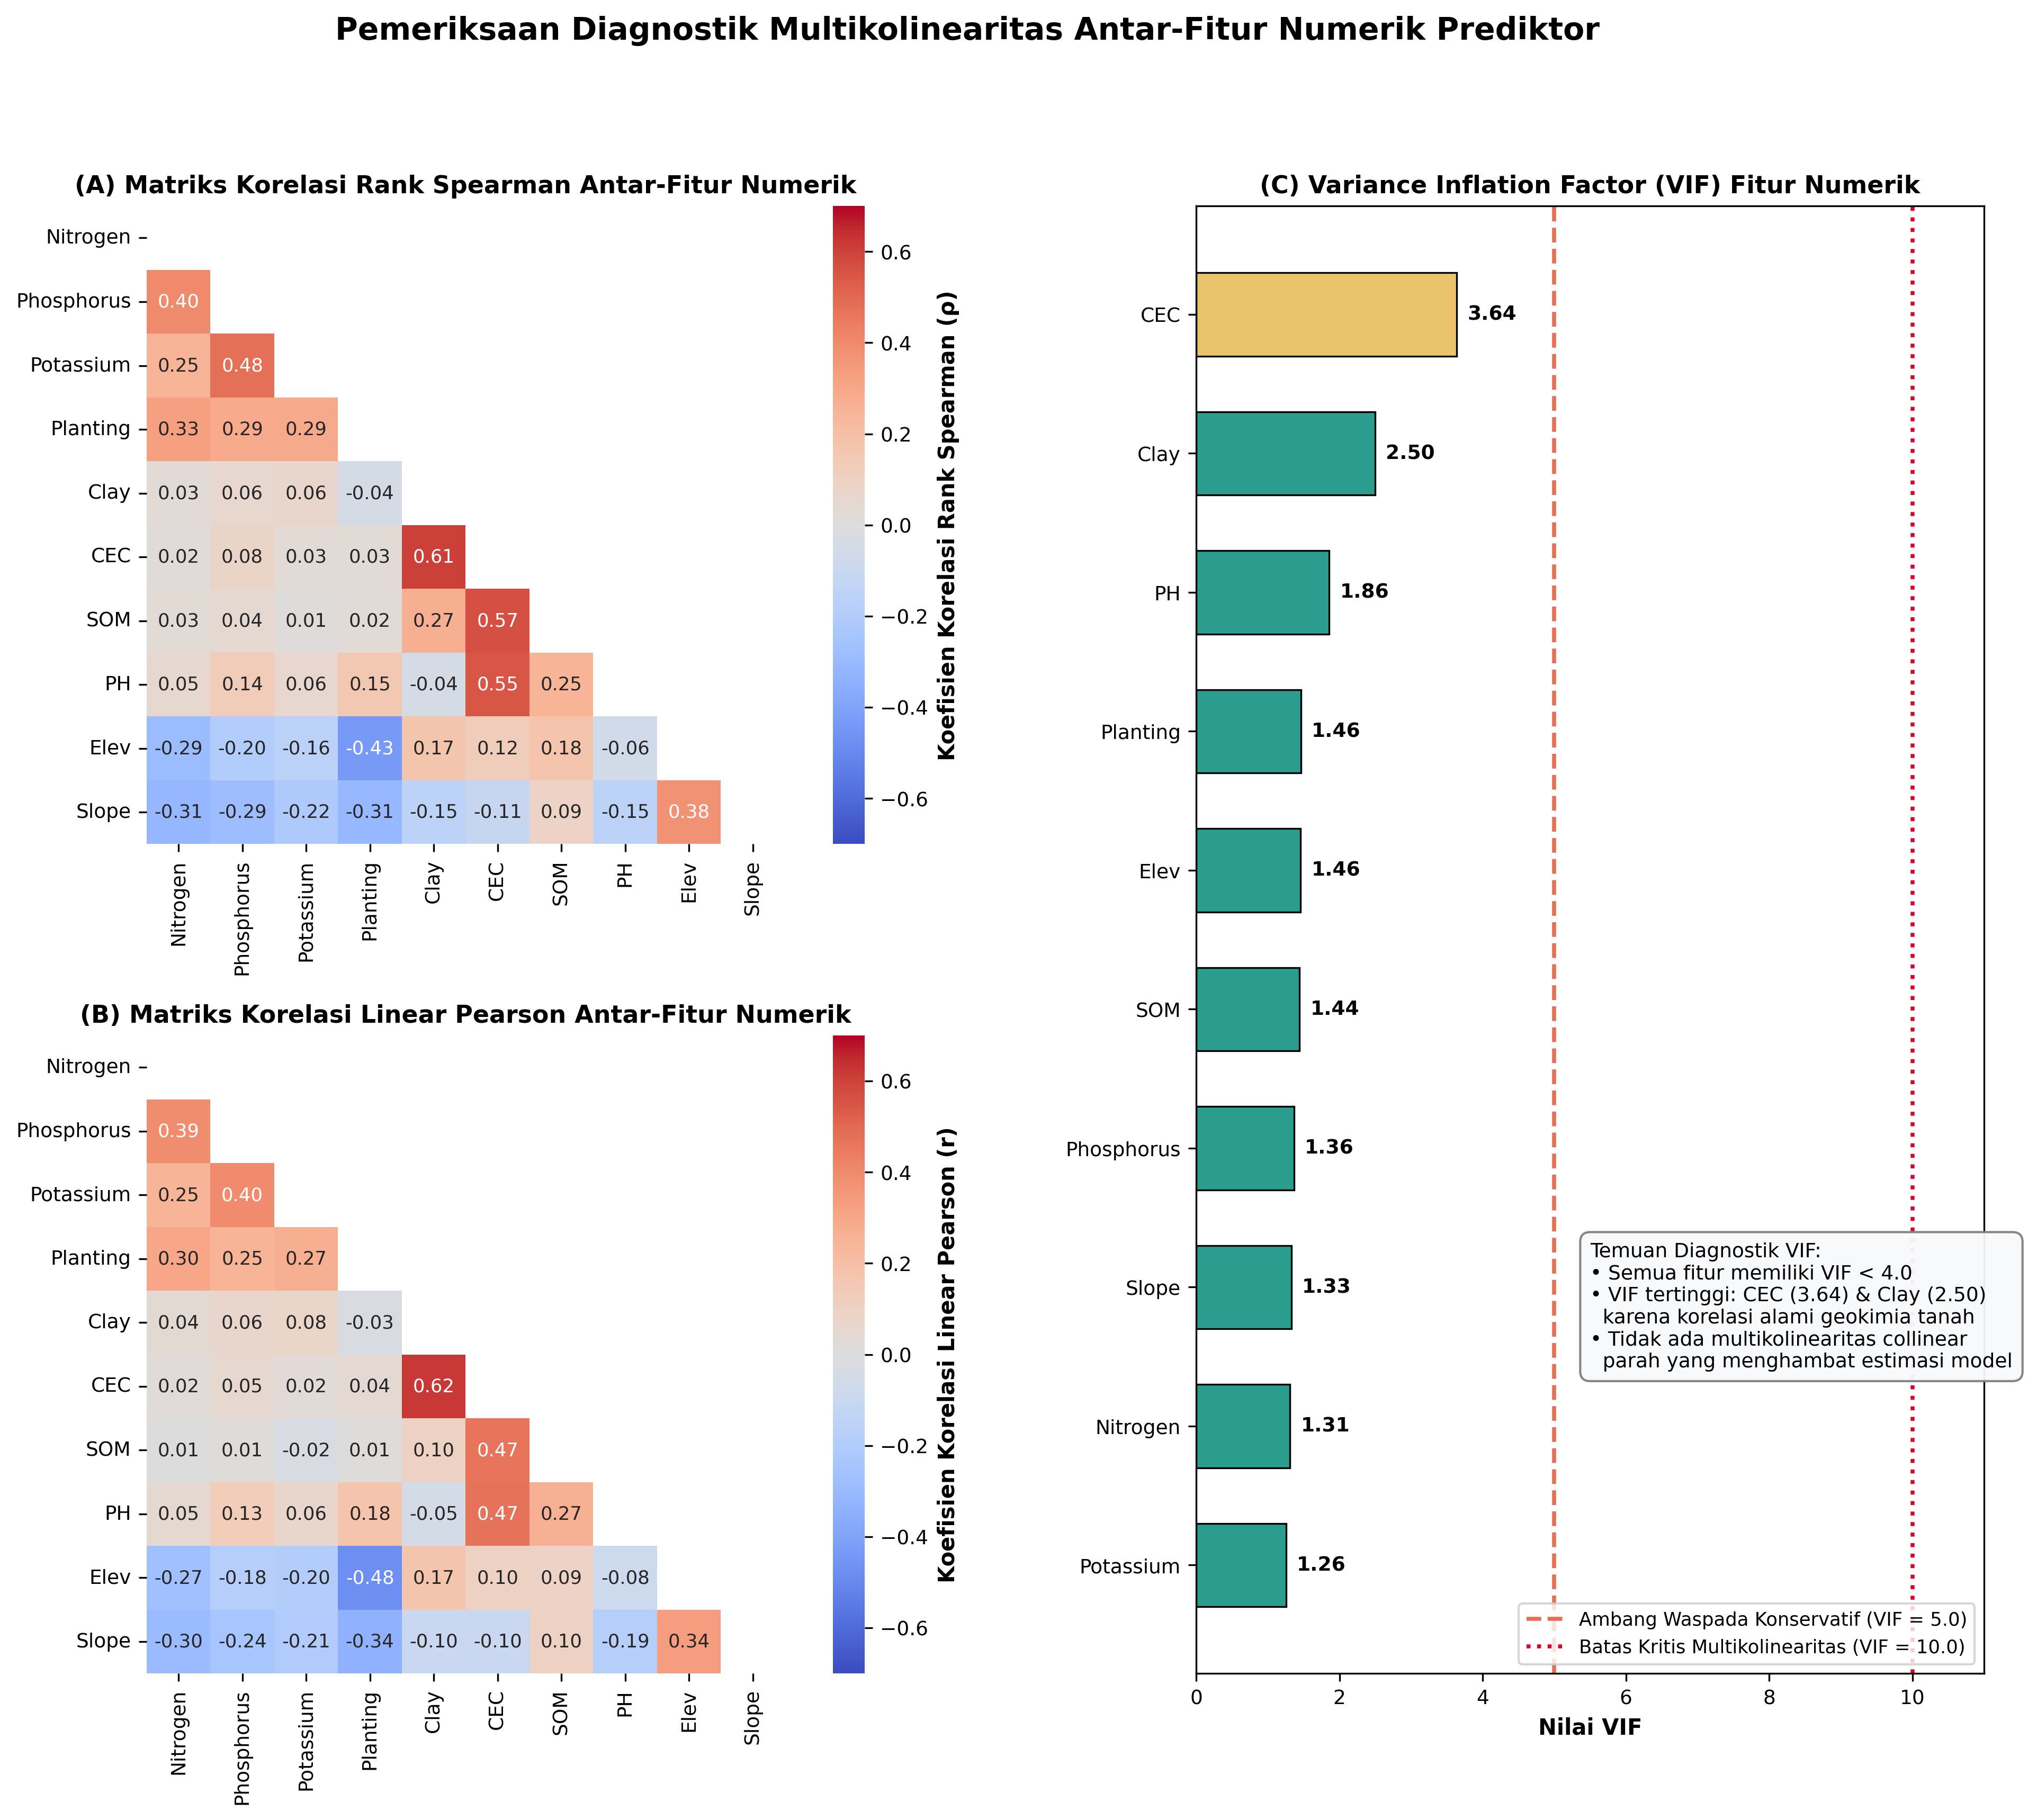 Pemeriksaan Diagnostik Multikolinearitas Antar-Fitur Numerik Prediktor
(A) Matriks Korelasi Rank Spearman Antar-Fitur Numerik
Nitrogen
Phosphorus 0.40
Potassium 0.25 0.48
Planting 0.33 0.29 0.29
Clay 0.03 0.06 0.06 -0.04
CEC 0.02 0.08 0.03 0.03 0.61
SOM 0.03 0.04 0.01 0.02 0.27 0.57
PH 0.05 0.14 0.06 0.15 -0.04 0.55 0.25
Elev -0.29 -0.20 -0.16 -0.43 0.17 0.12 0.18 -0.06
Slope -0.31 -0.29 -0.22 -0.31 -0.15 -0.11 0.09 -0.15 0.38
Nitrogen Phosphorus Potassium Planting Clay CEC SOM PH Elev Slope
0.6
0.4
0.2
0.0
−0.2
−0.4
−0.6
Koefisien Korelasi Rank Spearman (ρ)
(B) Matriks Korelasi Linear Pearson Antar-Fitur Numerik
Nitrogen
Phosphorus 0.39
Potassium 0.25 0.40
Planting 0.30 0.25 0.27
Clay 0.04 0.06 0.08 -0.03
CEC 0.02 0.05 0.02 0.04 0.62
SOM 0.01 0.01 -0.02 0.01 0.10 0.47
PH 0.05 0.13 0.06 0.18 -0.05 0.47 0.27
Elev -0.27 -0.18 -0.20 -0.48 0.17 0.10 0.09 -0.08
Slope -0.30 -0.24 -0.21 -0.34 -0.10 -0.10 0.10 -0.19 0.34
Nitrogen Phosphorus Potassium Planting Clay CEC SOM PH Elev Slope
0.6
0.4
0.2
0.0
−0.2
−0.4
−0.6
Koefisien Korelasi Linear Pearson (r)
(C) Variance Inflation Factor (VIF) Fitur Numerik
CEC 3.64
Clay 2.50
PH 1.86
Planting 1.46
Elev 1.46
SOM 1.44
Phosphorus 1.36
Slope 1.33
Nitrogen 1.31
Potassium 1.26
Temuan Diagnostik VIF:
• Semua fitur memiliki VIF < 4.0
• VIF tertinggi: CEC (3.64) & Clay (2.50)
karena korelasi alami geokimia tanah
• Tidak ada multikolinearitas collinear
parah yang menghambat estimasi model
Ambang Waspada Konservatif (VIF = 5.0)
Batas Kritis Multikolinearitas (VIF = 10.0)
0 2 4 6 8 10
Nilai VIF